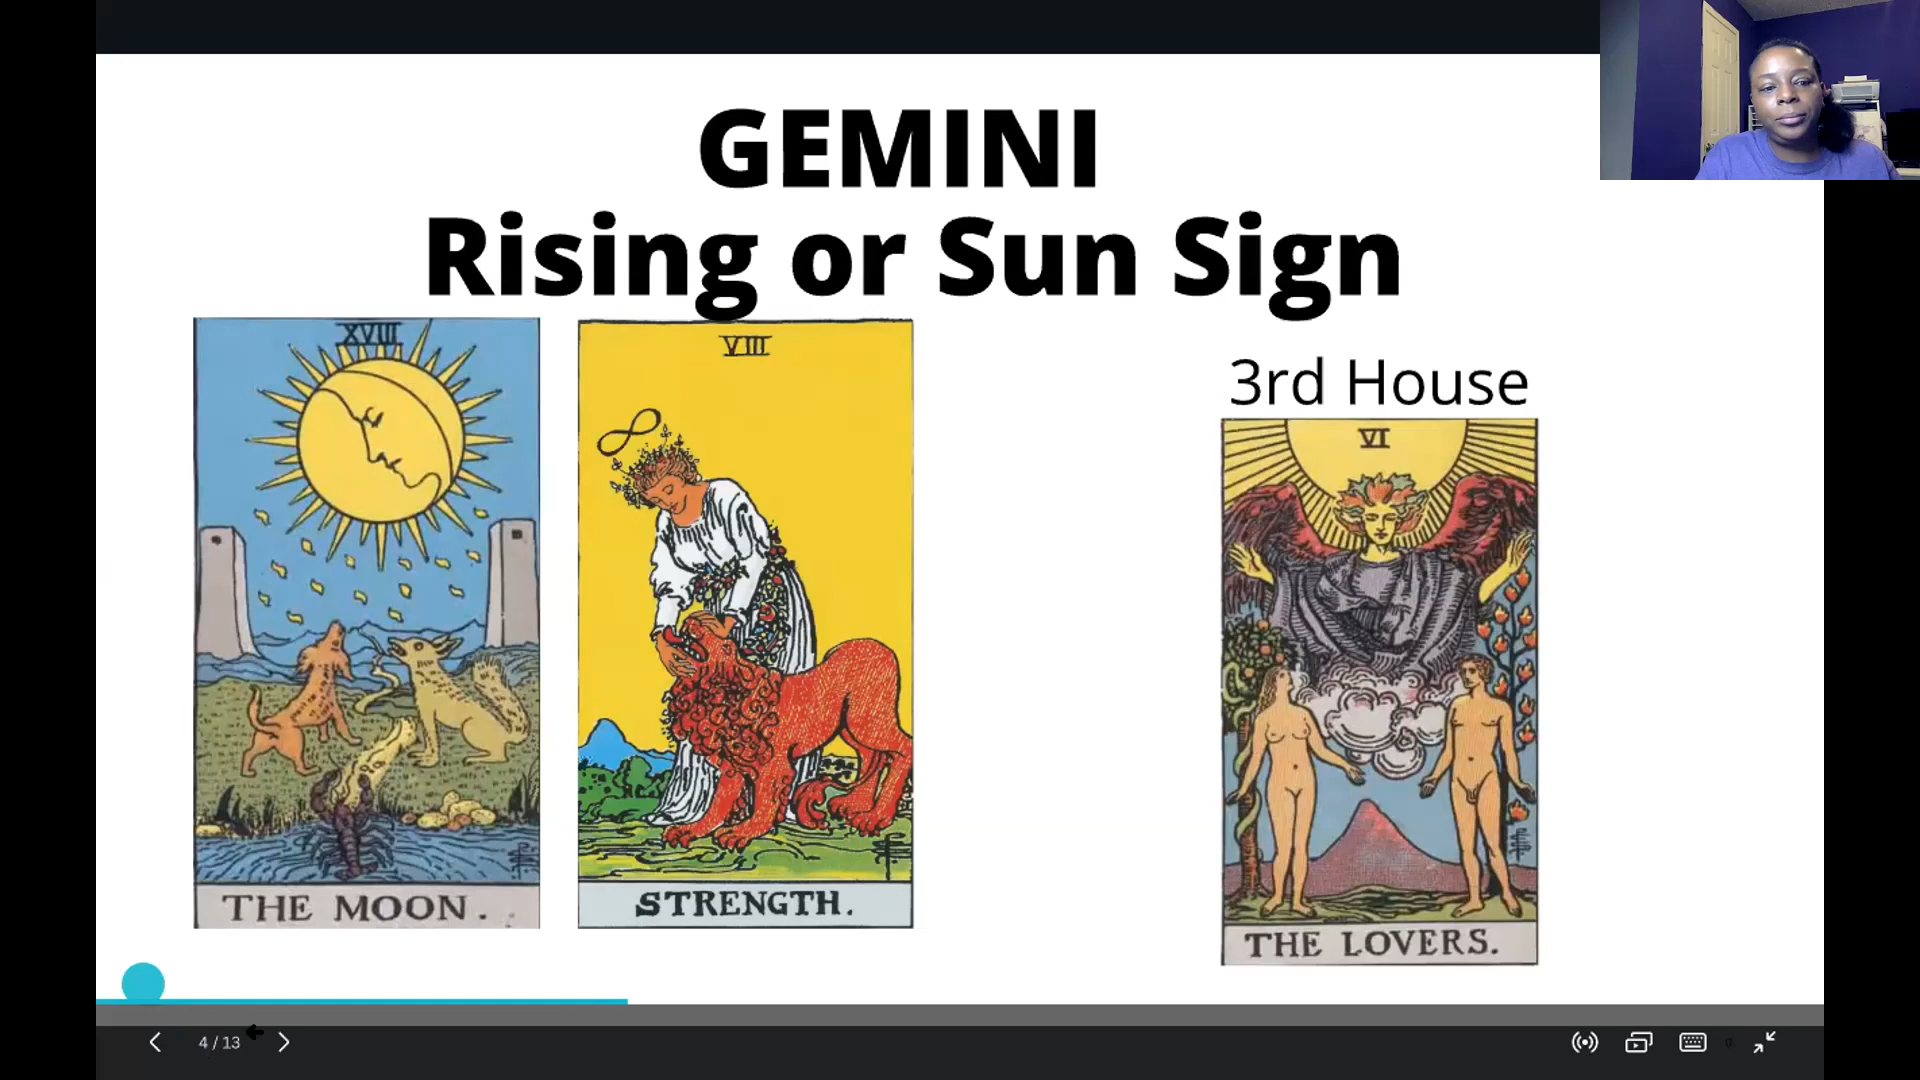 GEMINI
Rising or Sun Sign
XVIII
VIII
3rd House
VI
THE MOON.
STRENGTH.
THE LOVERS.
4 / 13